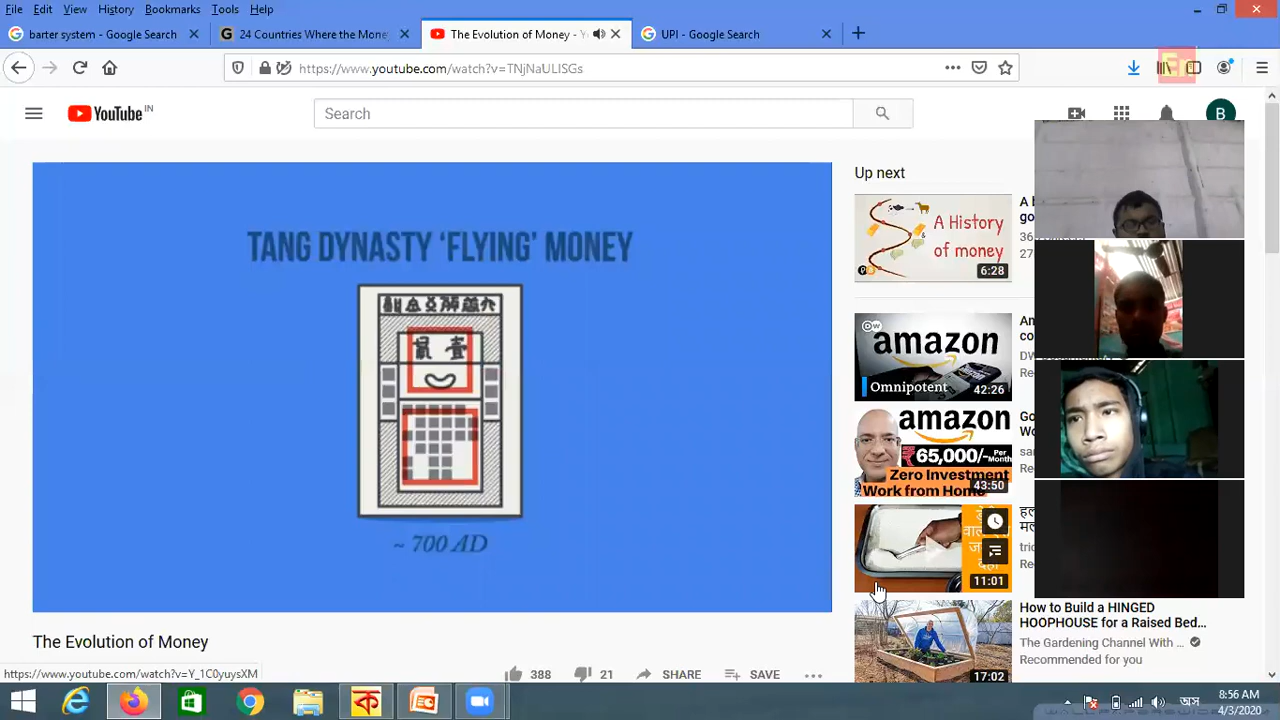 File Edit View History Bookmarks Tools Help
barter system - Google Search
24 Countries Where the Mone
The Evolution of Money - Y
UPI - Google Search
https://www.youtube.com/watch?v=TNjNaULISGs
YouTube IN
Search
B
TANG DYNASTY 'FLYING' MONEY
~ 700 AD
Up next
A History
of money
6:28
DW
amazon
Omnipotent
42:26
amazon
₹65,000/- Per Month
Zero Investment
Work from Home
43:50
11:01
17:02
How to Build a HINGED
HOOPHOUSE for a Raised Bed...
The Gardening Channel With ...
Recommended for you
The Evolution of Money
388 21 SHARE SAVE
https://www.youtube.com/watch?v=Y_1C0yuysXM
ক
অস
8:56 AM
4/3/2020